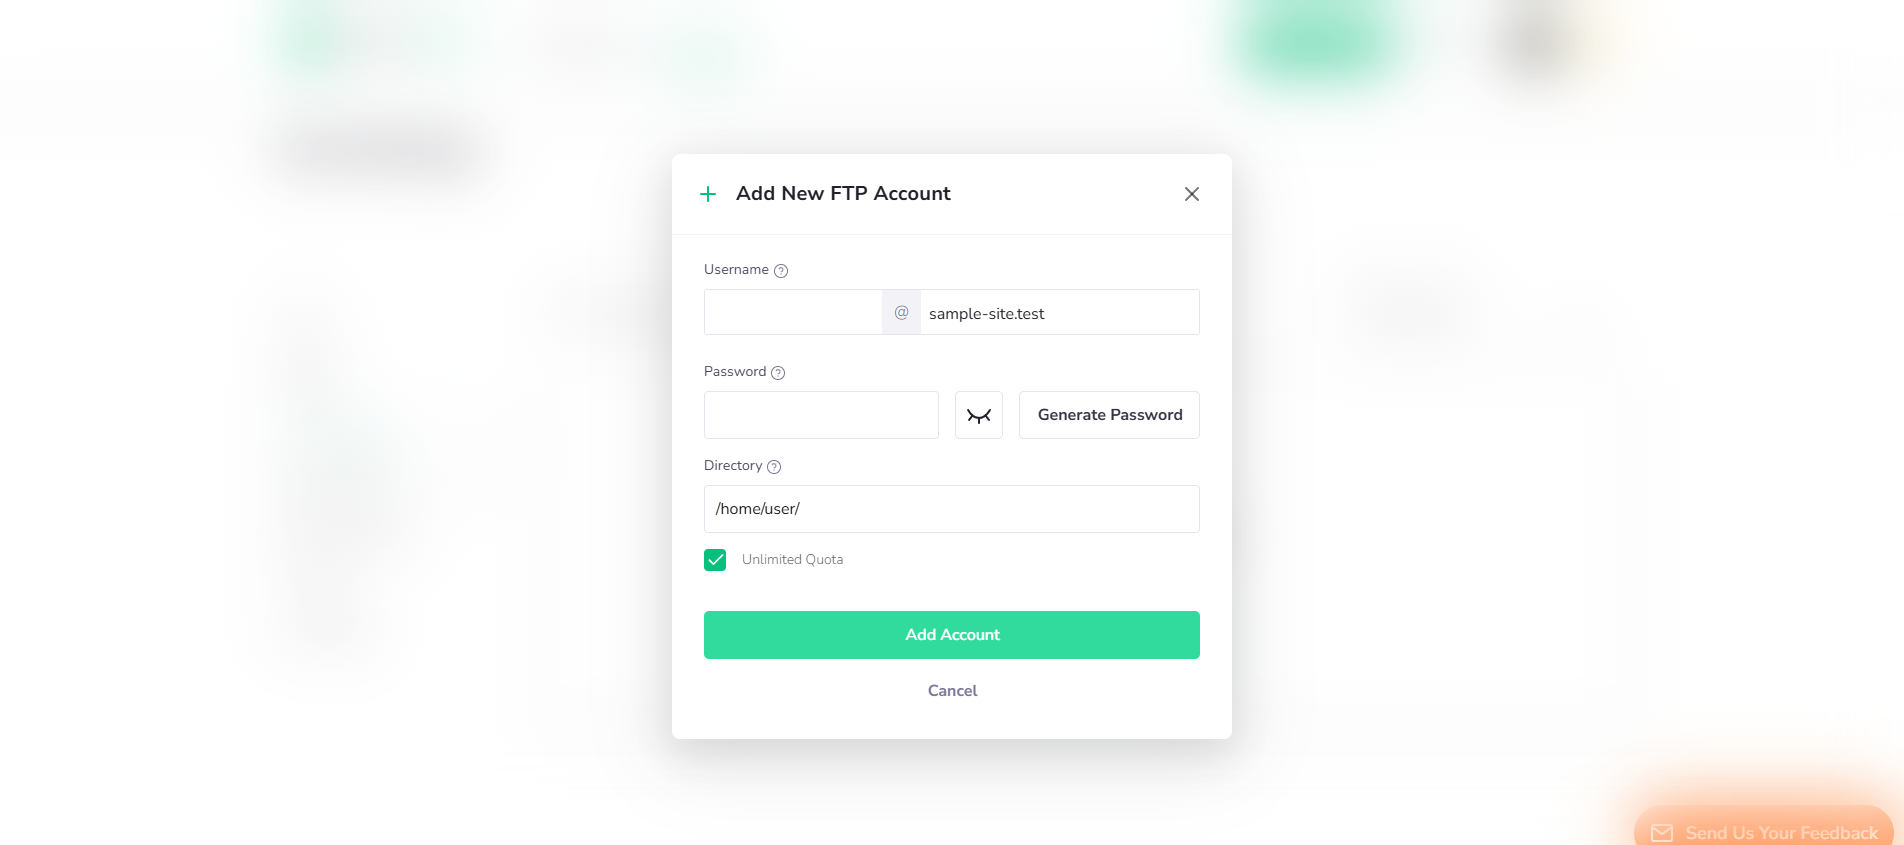 Add New FTP Account
Username
@ sample-site.test
Password
Generate Password
Directory
/home/user/
Unlimited Quota
Add Account
Cancel
Send Us Your Feedback